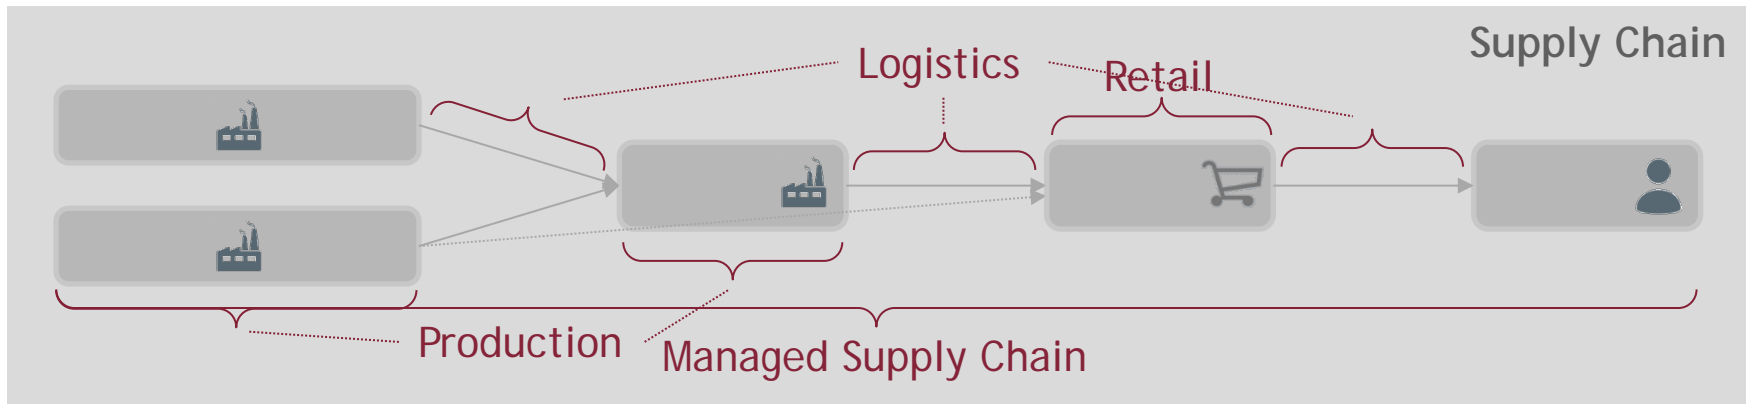 Supply Chain
Logistics
Retail
Production
Managed Supply Chain